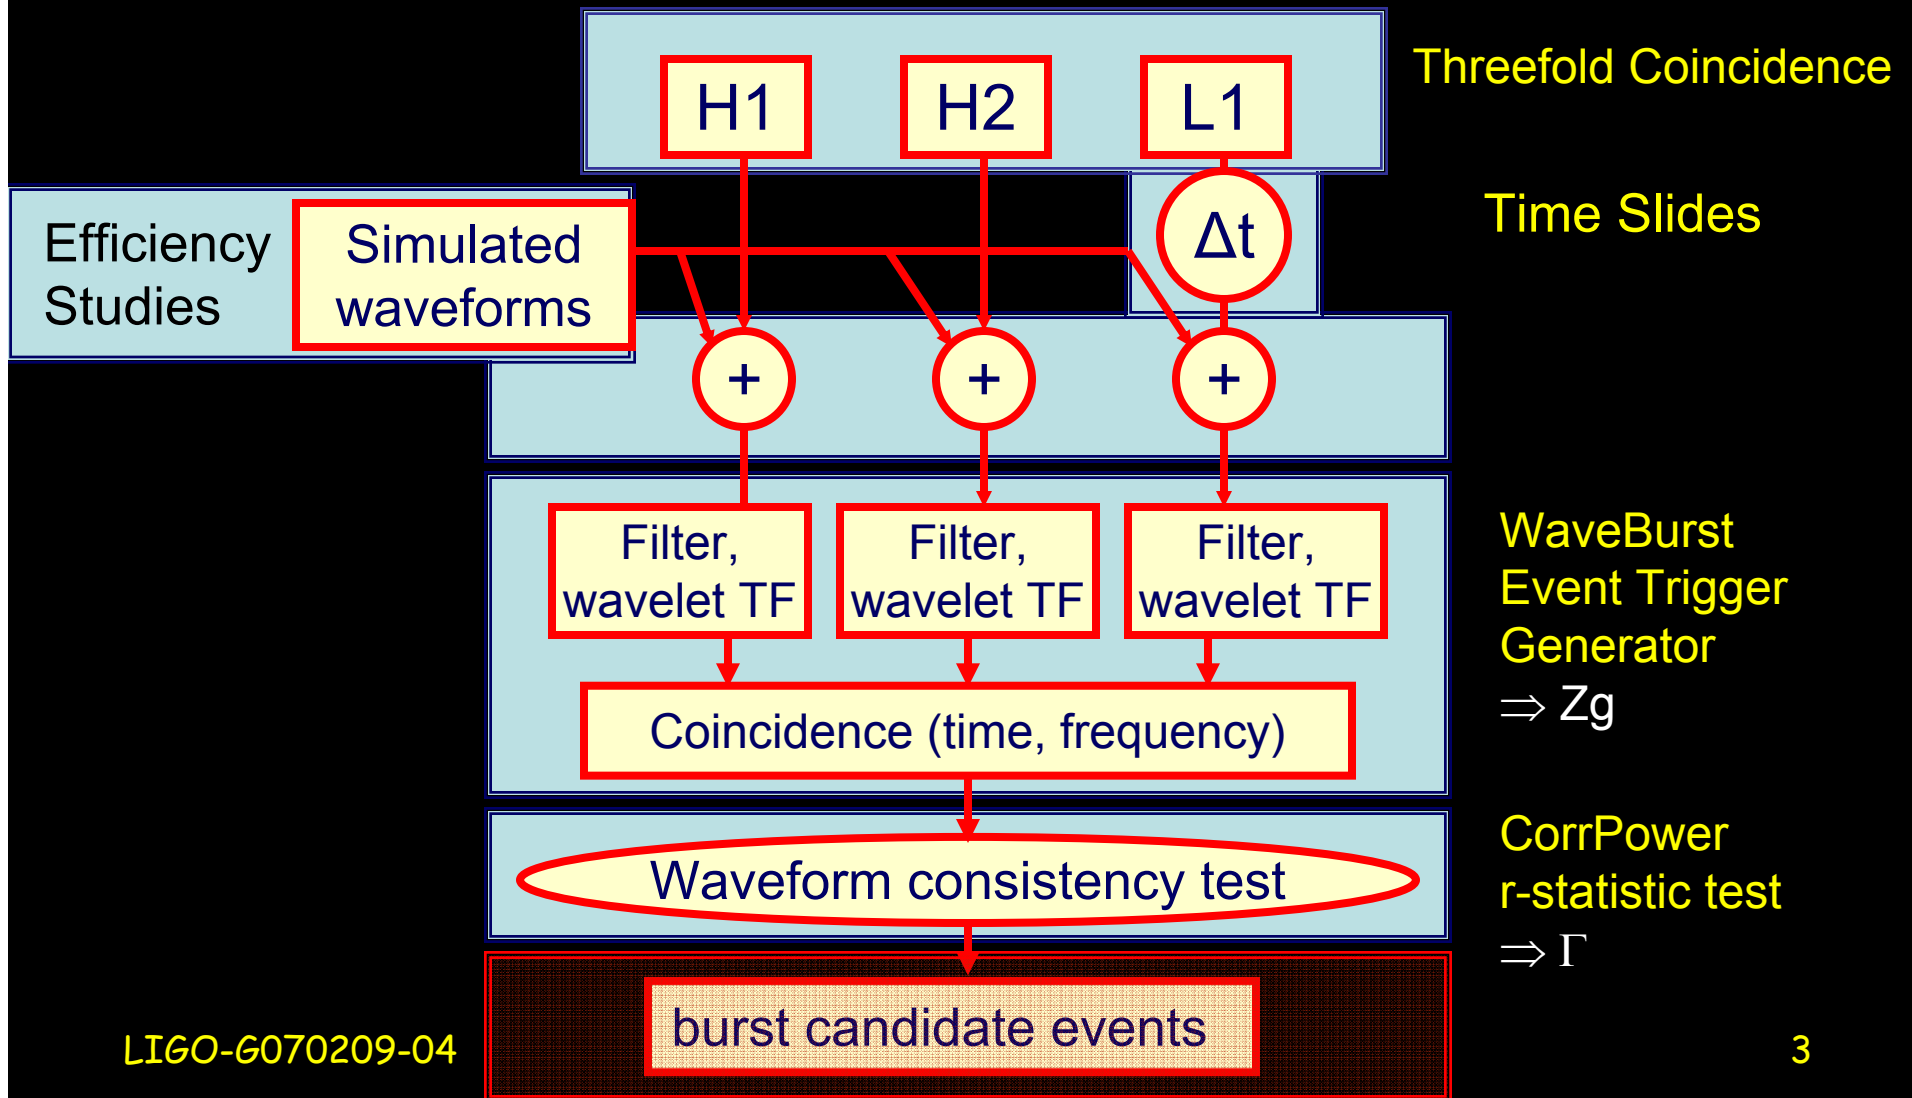 Threefold Coincidence
H1 H2 L1
Δt
Time Slides
Efficiency
Studies
Simulated
waveforms
+ + +
Filter,
wavelet TF
Filter,
wavelet TF
Filter,
wavelet TF
WaveBurst
Event Trigger
Generator
⇒ Zg
Coincidence (time, frequency)
Waveform consistency test
CorrPower
r-statistic test
⇒ Γ
burst candidate events
LIGO-G070209-04
3